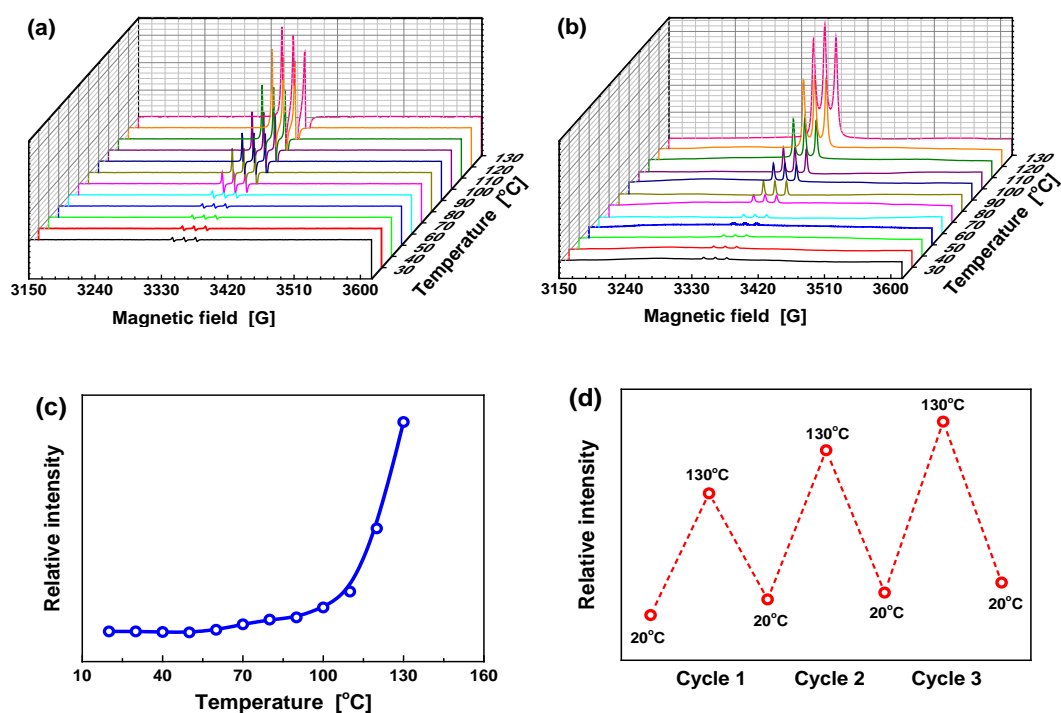 (a)
130
120
110
100
90
80
70
60
50
40
30
Temperature [°C]
3150 3240 3330 3420 3510 3600
Magnetic field [G]
(b)
130
120
110
100
90
80
70
60
50
40
30
Temperature [°C]
3150 3240 3330 3420 3510 3600
Magnetic field [G]
(c)
Relative intensity
10 40 70 100 130 160
Temperature [°C]
(d)
Relative intensity
130°C
130°C
130°C
20°C
20°C
20°C
20°C
Cycle 1 Cycle 2 Cycle 3